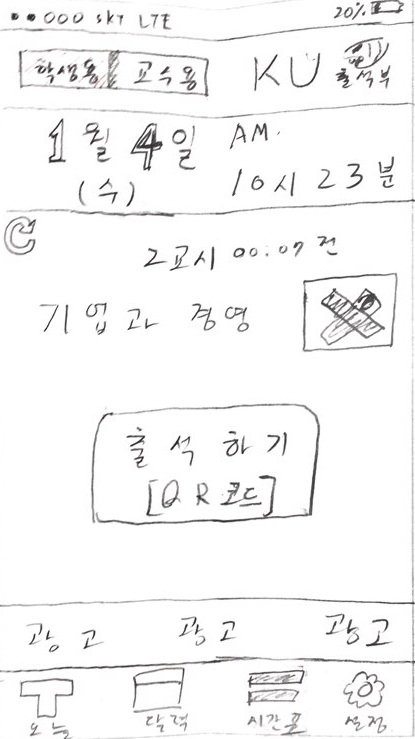 ●●○○○ SKT LTE 20%
학생용 교수용 KU 출석부
1월 4일 AM.
(수) 10시 23분
2교시 00:07 전
기업과 경영
출석하기
[QR코드]
광고 광고 광고
오늘 달력 시간표 설정